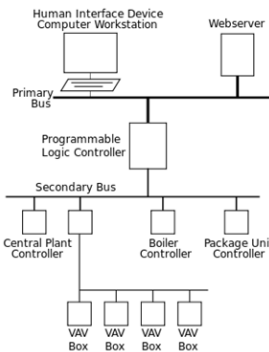 Human Interface Device
Computer Workstation
Webserver
Primary
Bus
Programmable
Logic Controller
Secondary Bus
Central Plant
Controller
Boiler
Controller
Package Uni
Controller
VAV
Box
VAV
Box
VAV
Box
VAV
Box